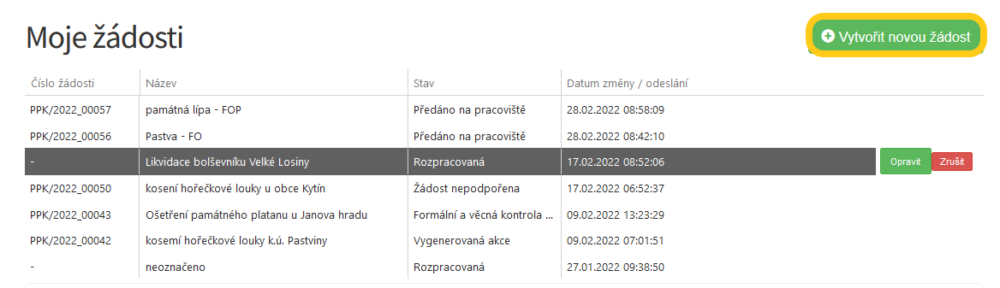 Moje žádosti
Vytvořit novou žádost
Číslo žádosti Název Stav Datum změny / odeslání
PPK/2022_00057 památná lípa - FOP Předáno na pracoviště 28.02.2022 08:58:09
PPK/2022_00056 Pastva - FO Předáno na pracoviště 28.02.2022 08:42:10
- Likvidace bolševníku Velké Losiny Rozpracovaná 17.02.2022 08:52:06 Opravit Zrušit
PPK/2022_00050 kosení hořečkové louky u obce Kytín Žádost nepodpořena 17.02.2022 06:52:37
PPK/2022_00043 Ošetření památného platanu u Janova hradu Formální a věcná kontrola ... 09.02.2022 13:23:29
PPK/2022_00042 kosemí hořečkové louky k.ú. Pastviny Vygenerovaná akce 09.02.2022 07:01:51
- neoznačeno Rozpracovaná 27.01.2022 09:38:50